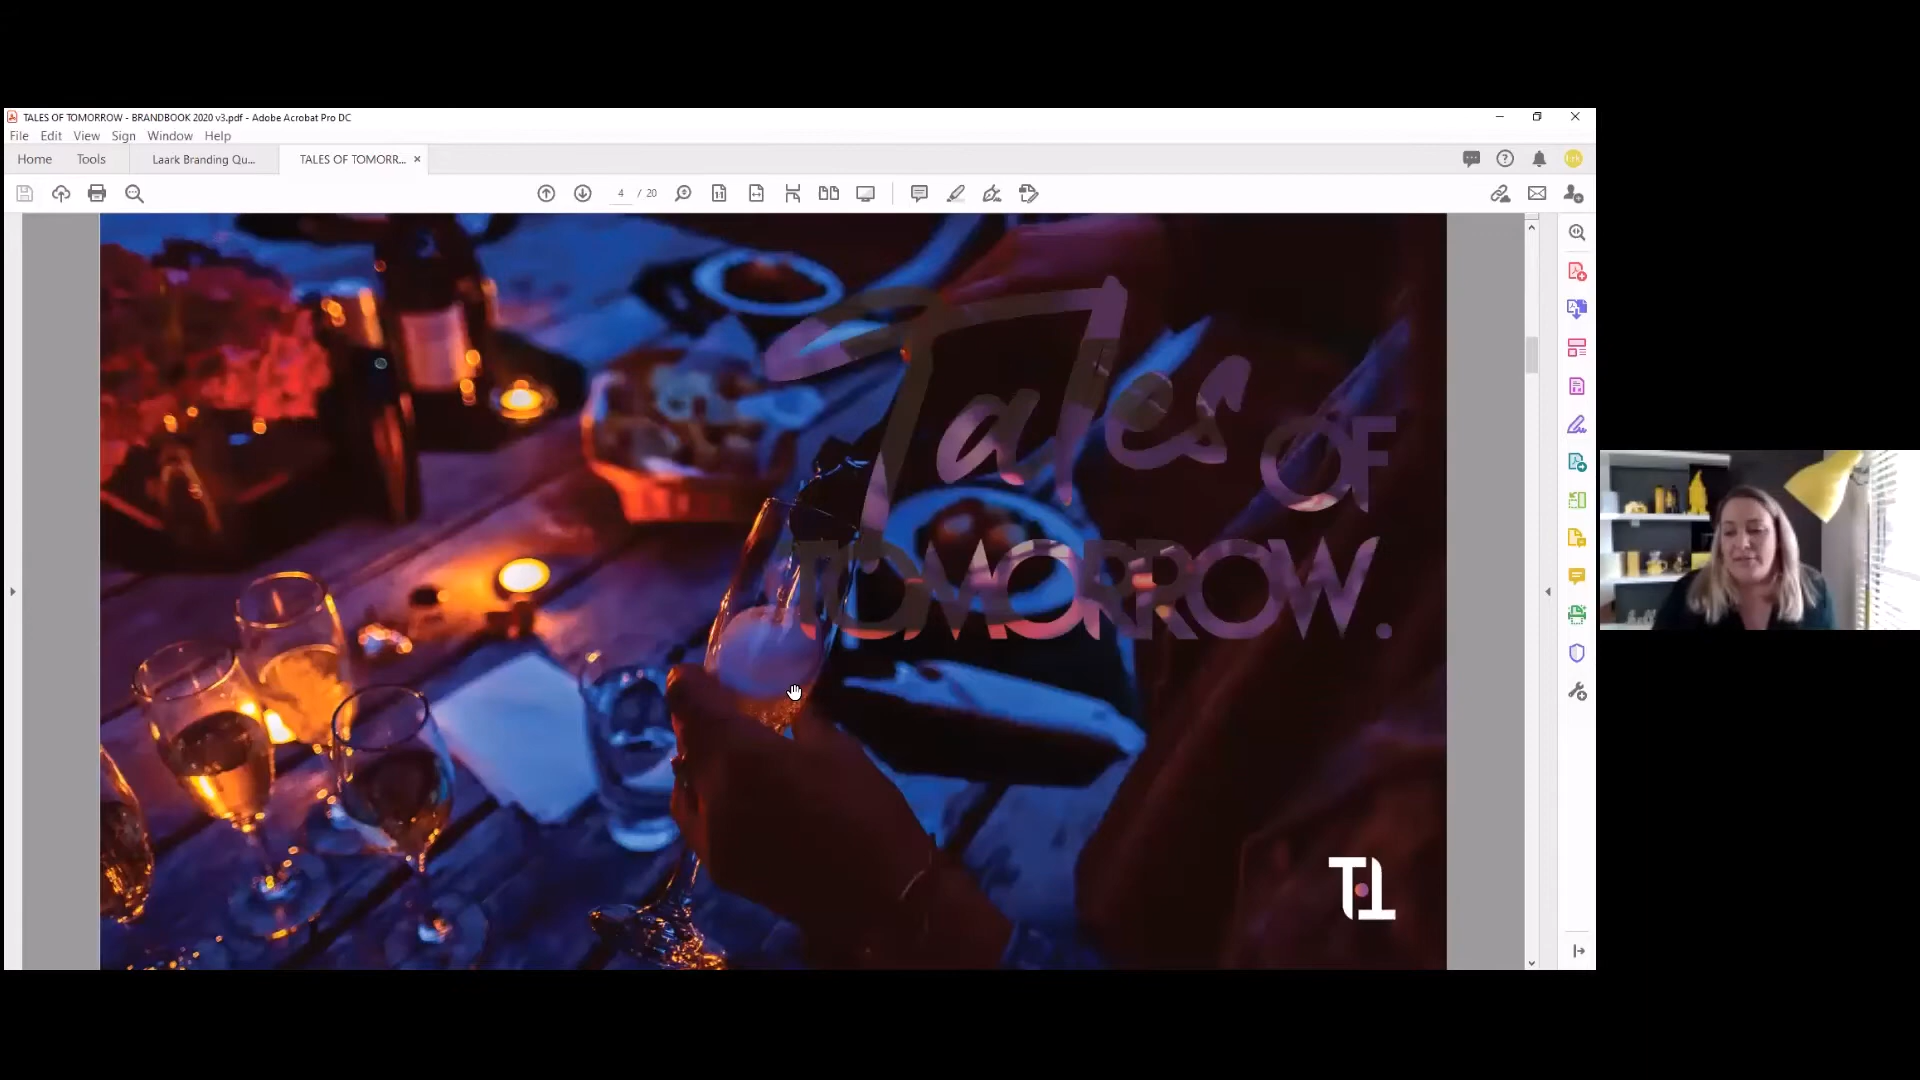 TALES OF TOMORROW - BRANDBOOK 2020 v3.pdf - Adobe Acrobat Pro DC
File Edit View Sign Window Help
Home Tools Laark Branding Qu... TALES OF TOMORR... ×
4 / 20
Tales OF
TOMORROW.